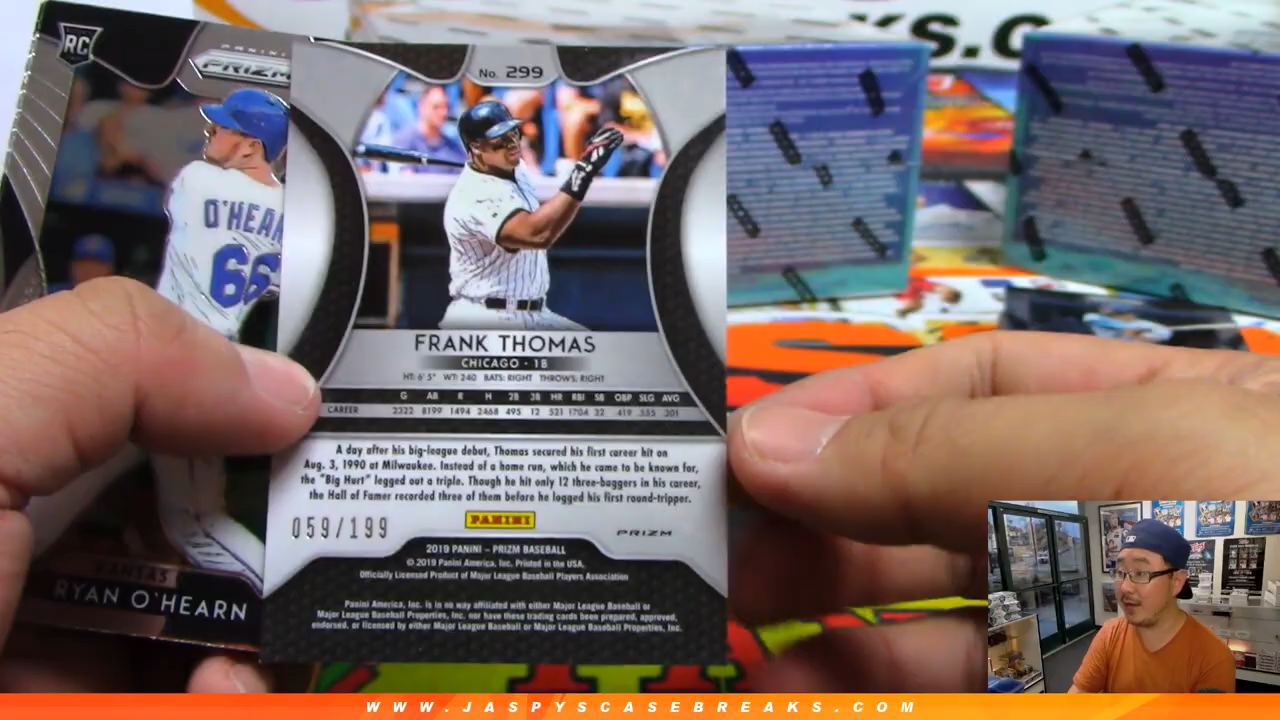 RC
PANINI
PRIZM
O'HEAR
66
KANSAS
RYAN O'HEARN
No. 299
FRANK THOMAS
CHICAGO • 1B
HT: 6' 5" WT: 240 BATS: RIGHT THROWS: RIGHT
G AB R H 2B 3B HR RBI SB OBP SLG AVG
CAREER 2322 8199 1494 2468 495 12 521 1704 32 .419 .555 .301
A day after his big-league debut, Thomas secured his first career hit on
Aug. 3, 1990 at Milwaukee. Instead of a home run, which he came to be known for,
the "Big Hurt" legged out a triple. Though he hit only 12 three-baggers in his career,
the Hall of Famer recorded three of them before he logged his first round-tripper.
059/199
PANINI
PRIZM
2019 PANINI – PRIZM BASEBALL
© 2019 Panini America, Inc. Printed in the USA.
Officially Licensed Product of Major League Baseball Players Association
Panini America, Inc. is in no way affiliated with either Major League Baseball or
Major League Baseball Properties, Inc. nor have these trading cards been prepared, approved,
endorsed, or licensed by either Major League Baseball or Major League Baseball Properties, Inc.
KS.C
WWW.JASPYSCASEBREAKS.COM